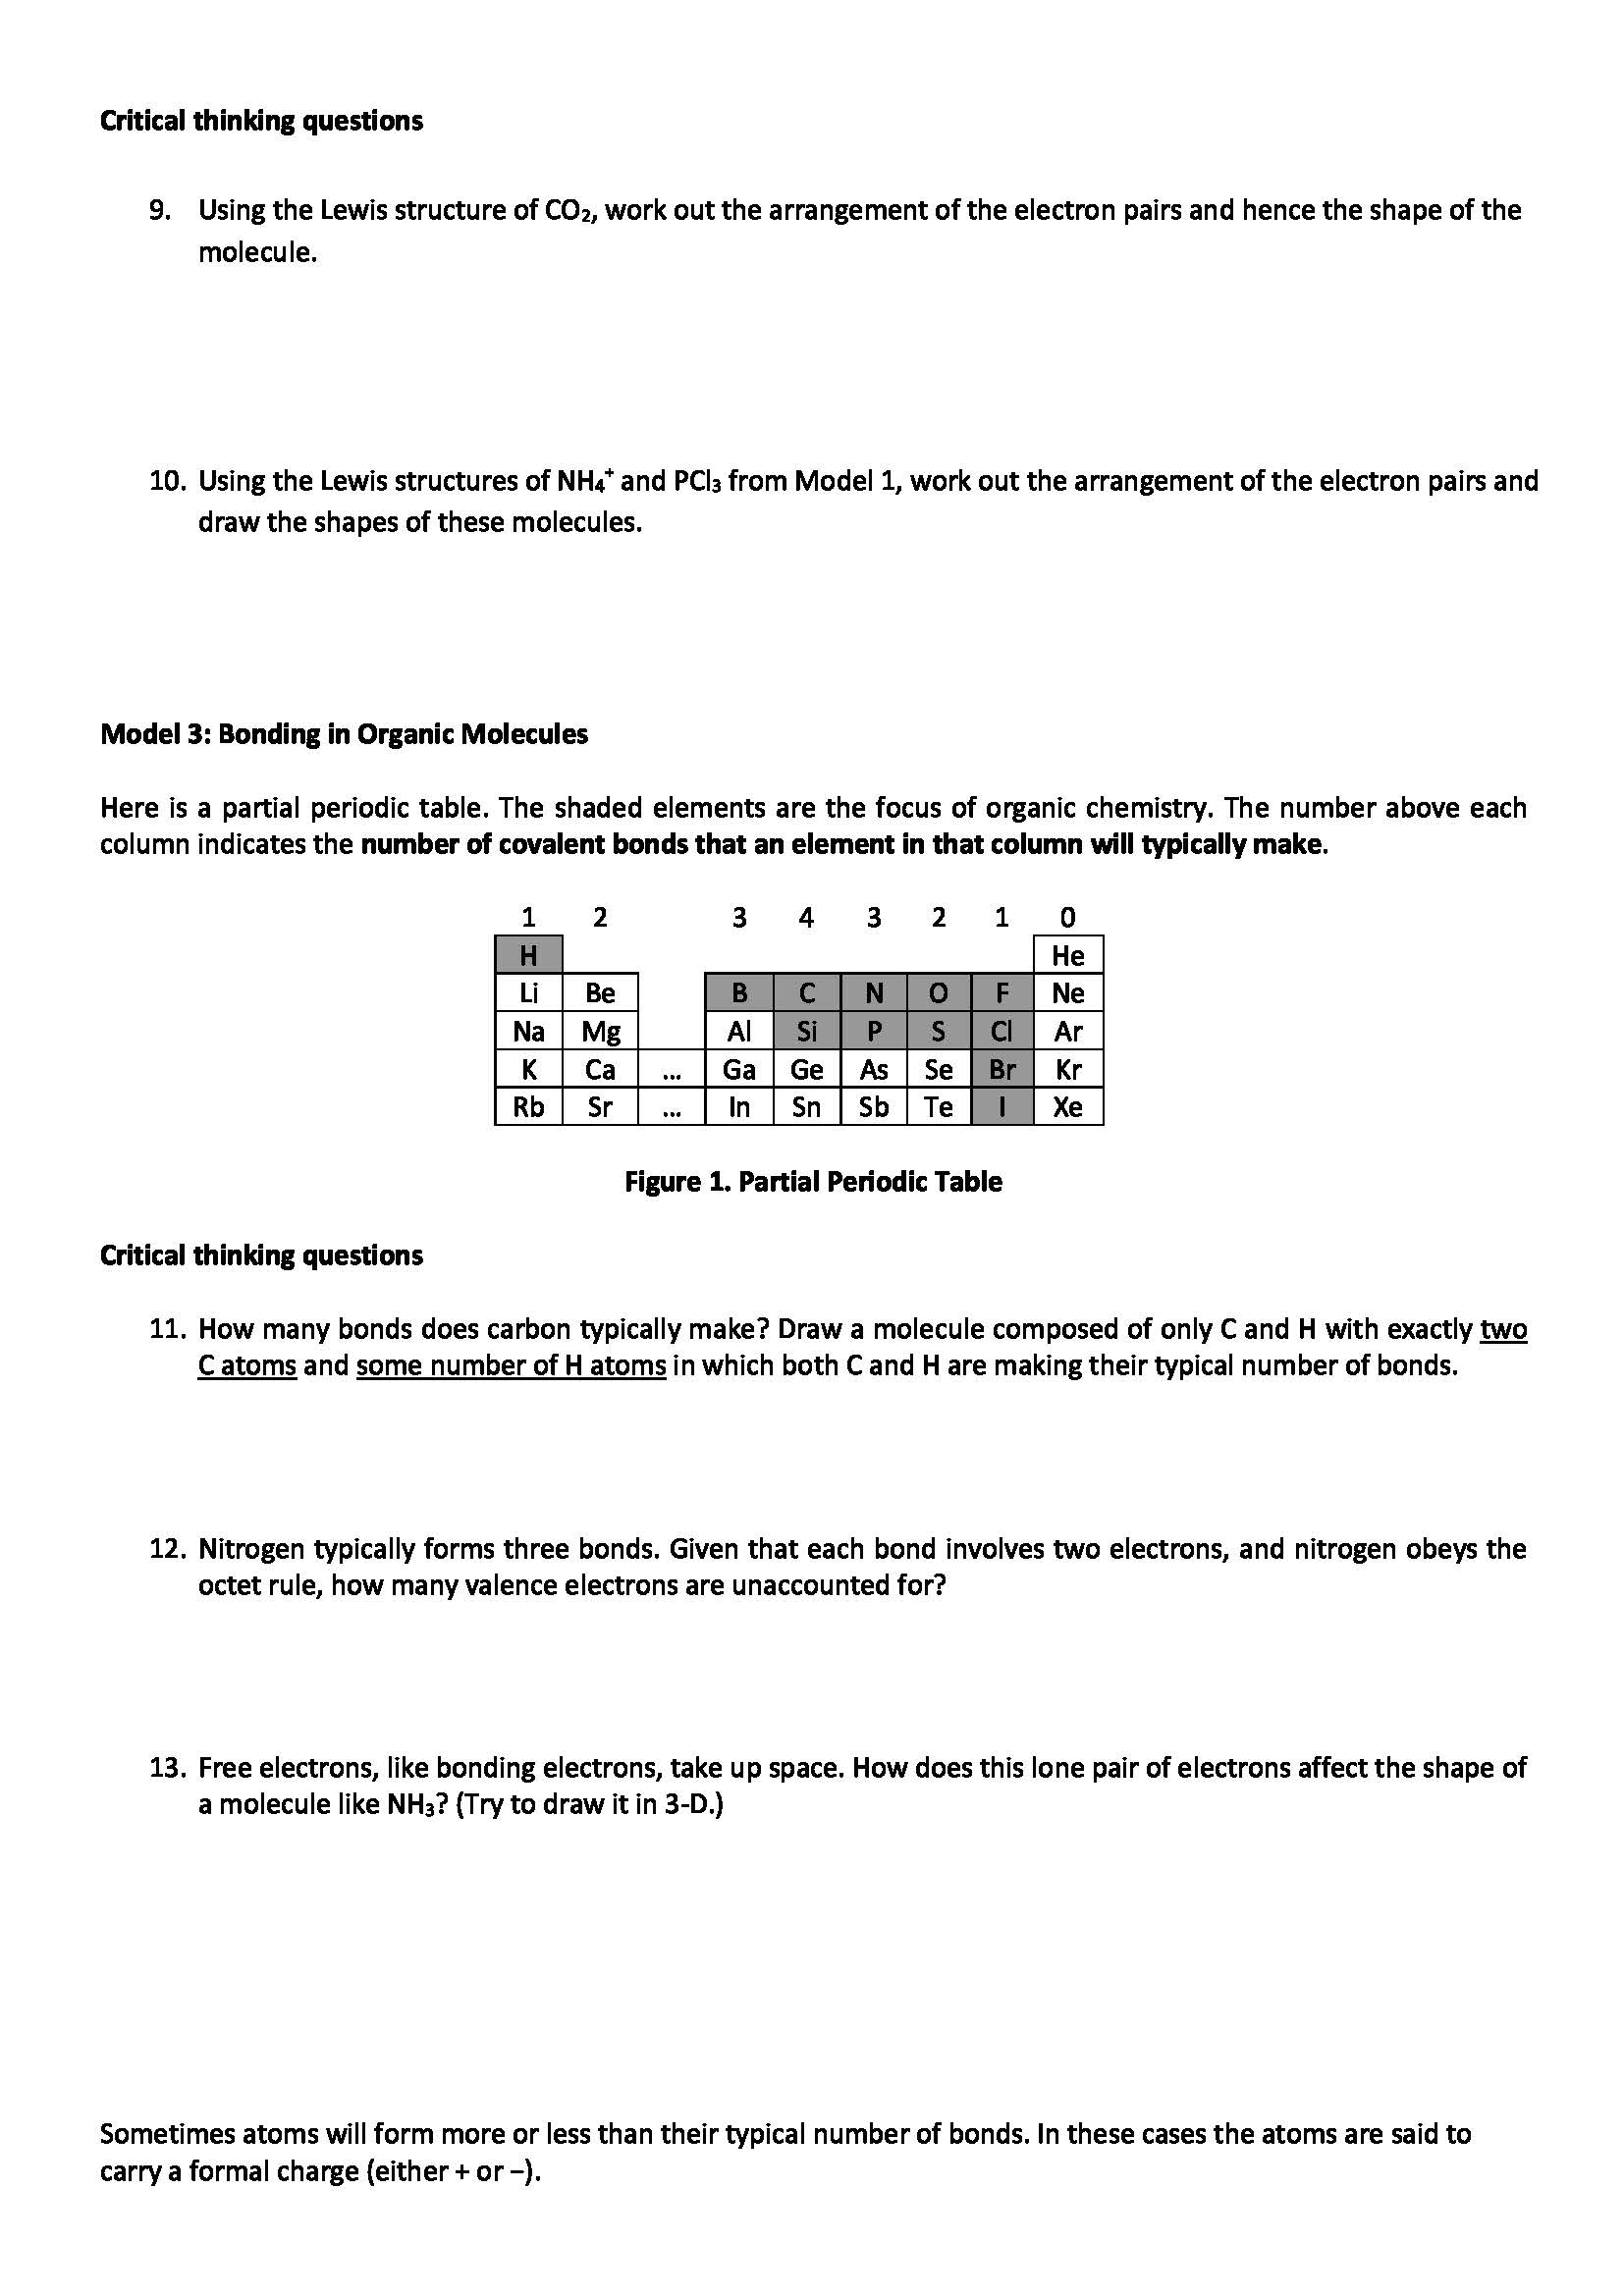 Critical thinking questions
9. Using the Lewis structure of CO₂, work out the arrangement of the electron pairs and hence the shape of the
molecule.
10. Using the Lewis structures of NH₄⁺ and PCl₃ from Model 1, work out the arrangement of the electron pairs and
draw the shapes of these molecules.
Model 3: Bonding in Organic Molecules
Here is a partial periodic table. The shaded elements are the focus of organic chemistry. The number above each
column indicates the number of covalent bonds that an element in that column will typically make.
1 2 3 4 3 2 1 0
H He
Li Be B C N O F Ne
Na Mg Al Si P S Cl Ar
K Ca ... Ga Ge As Se Br Kr
Rb Sr ... In Sn Sb Te I Xe
Figure 1. Partial Periodic Table
Critical thinking questions
11. How many bonds does carbon typically make? Draw a molecule composed of only C and H with exactly two
C atoms and some number of H atoms in which both C and H are making their typical number of bonds.
12. Nitrogen typically forms three bonds. Given that each bond involves two electrons, and nitrogen obeys the
octet rule, how many valence electrons are unaccounted for?
13. Free electrons, like bonding electrons, take up space. How does this lone pair of electrons affect the shape of
a molecule like NH₃? (Try to draw it in 3-D.)
Sometimes atoms will form more or less than their typical number of bonds. In these cases the atoms are said to
carry a formal charge (either + or –).